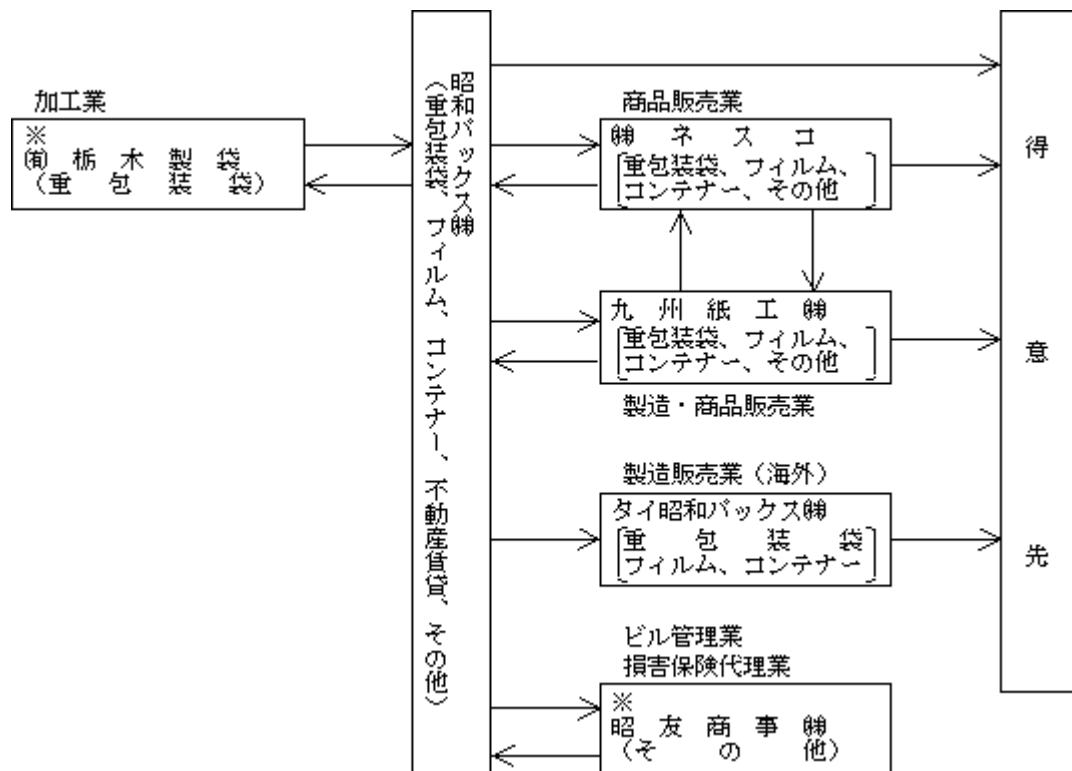 加工業
※
㈲栃木製袋
(重包装袋)
昭和パックス㈱
(重包装袋、フィルム、コンテナー、不動産賃貸、その他)
商品販売業
㈱ネスコ
重包装袋、フィルム、
コンテナー、その他
九州紙工㈱
重包装袋、フィルム、
コンテナー、その他
製造・商品販売業
製造販売業(海外)
タイ昭和パックス㈱
重包装袋
フィルム、コンテナー
ビル管理業
損害保険代理業
※
昭友商事㈱
(その他)
得意先